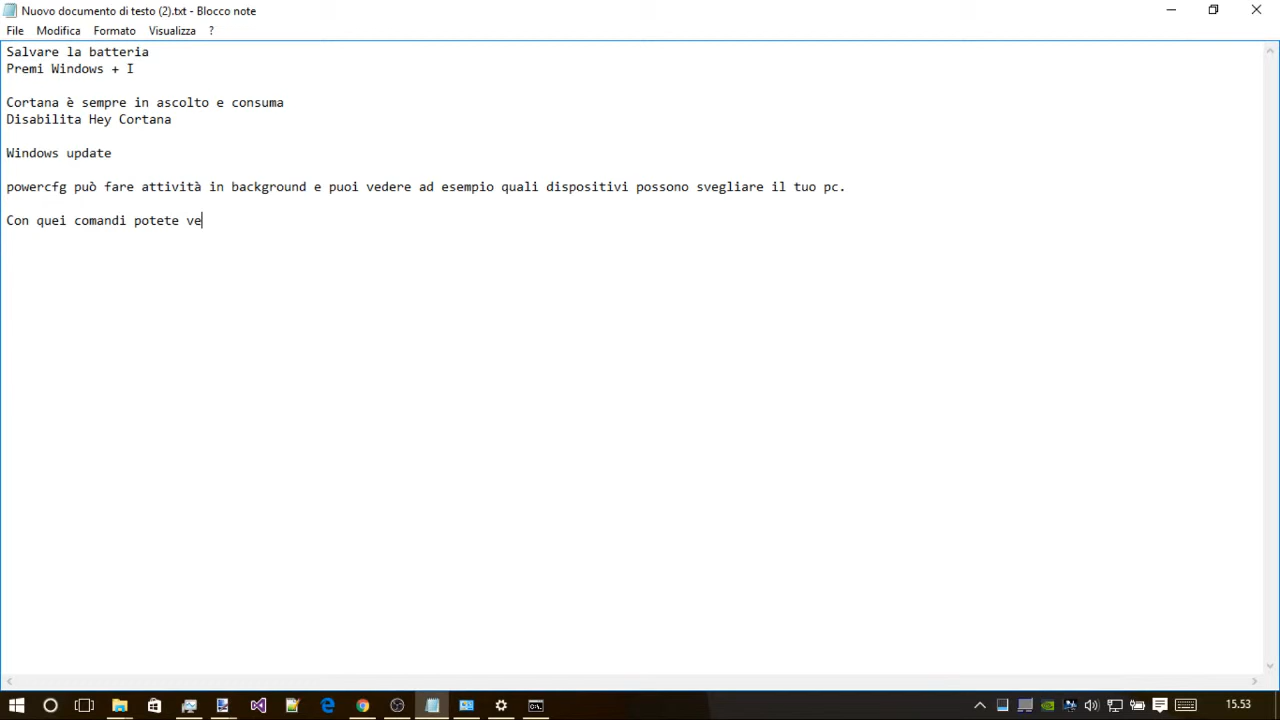 Nuovo documento di testo (2).txt - Blocco note
File Modifica Formato Visualizza ?
Salvare la batteria
Premi Windows + I
Cortana è sempre in ascolto e consuma
Disabilita Hey Cortana
Windows update
powercfg può fare attività in background e puoi vedere ad esempio quali dispositivi possono svegliare il tuo pc.
Con quei comandi potete ve
15.53